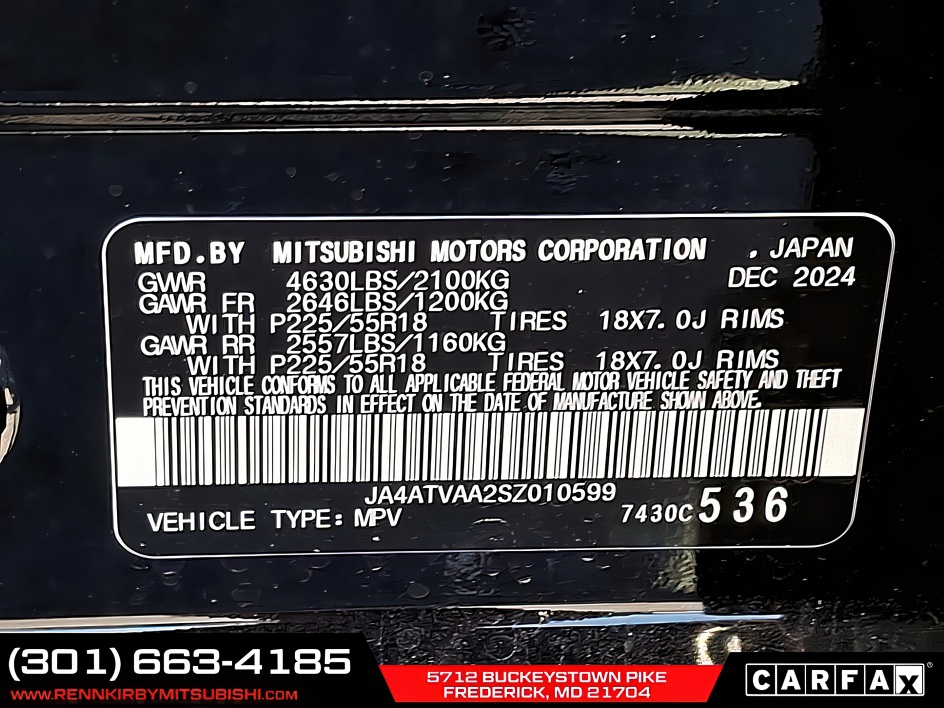 MFD.BY MITSUBISHI MOTORS CORPORATION . JAPAN
GVWR 4630LBS/2100KG DEC 2024
GAWR FR 2646LBS/1200KG
WITH P225/55R18 TIRES 18X7.0J RIMS
GAWR RR 2557LBS/1160KG
WITH P225/55R18 TIRES 18X7.0J RIMS
THIS VEHICLE CONFORMS TO ALL APPLICABLE FEDERAL MOTOR VEHICLE SAFETY AND THEFT
PREVENTION STANDARDS IN EFFECT ON THE DATE OF MANUFACTURE SHOWN ABOVE.
JA4ATVAA2SZ010599
VEHICLE TYPE: MPV 7430C 536
(301) 663-4185
WWW.RENNKIRBYMITSUBISHI.COM
5712 BUCKEYSTOWN PIKE
FREDERICK, MD 21704
CARFAX®